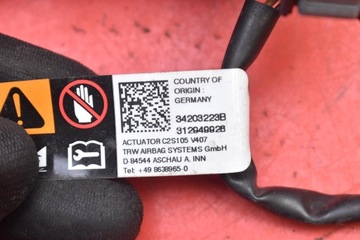 COUNTRY OF
ORIGIN :
GERMANY
34203223B
312949926
ACTUATOR C2S105 V407
TRW AIRBAG SYSTEMS GmbH
D 84544 ASCHAU A. INN
Tel: +49 8638965-0